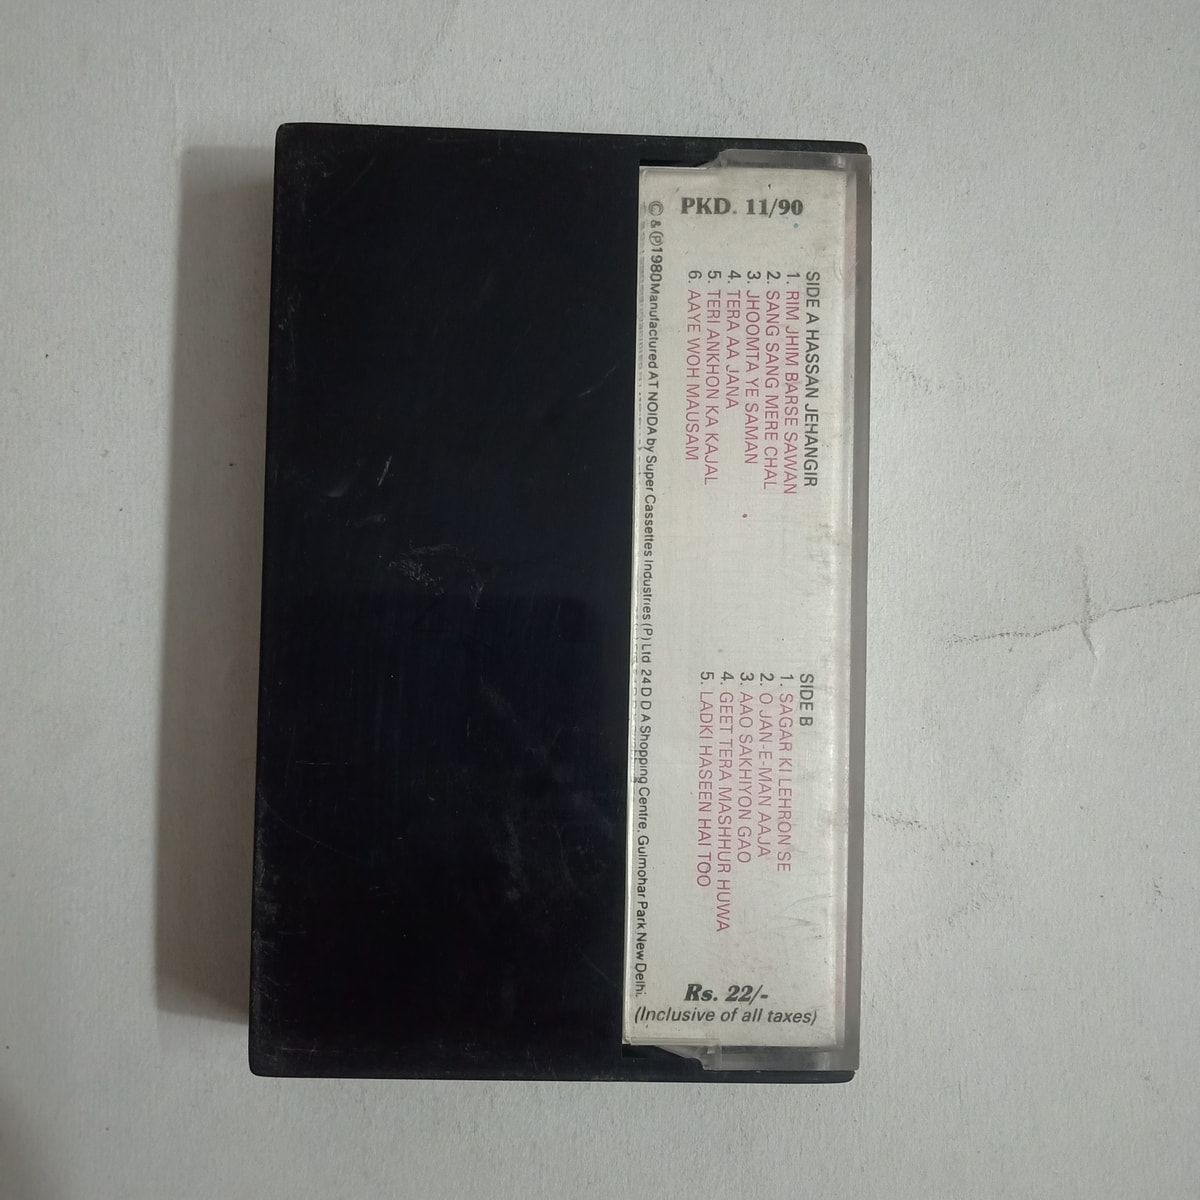 PKD. 11/90
SIDE A HASSAN JEHANGIR
1. RIM JHIM BARSE SAWAN
2. SANG SANG MERE CHAL
3. JHOOMTA YE SAMAN
4. TERA AA JANA
5. TERI ANKHON KA KAJAL
6. AAYE WOH MAUSAM
SIDE B
1. SAGAR KI LEHRON SE
2. O JAN-E-MAN AAJA
3. AAO SAKHIYON GAO
4. GEET TERA MASHHUR HUWA
5. LADKI HASEEN HAI TOO
© & ℗1980 Manufactured AT NOIDA by Super Cassettes Industries (P) Ltd. 24 D D A Shopping Centre, Gulmohar Park New Delhi.
Rs. 22/-
(Inclusive of all taxes)